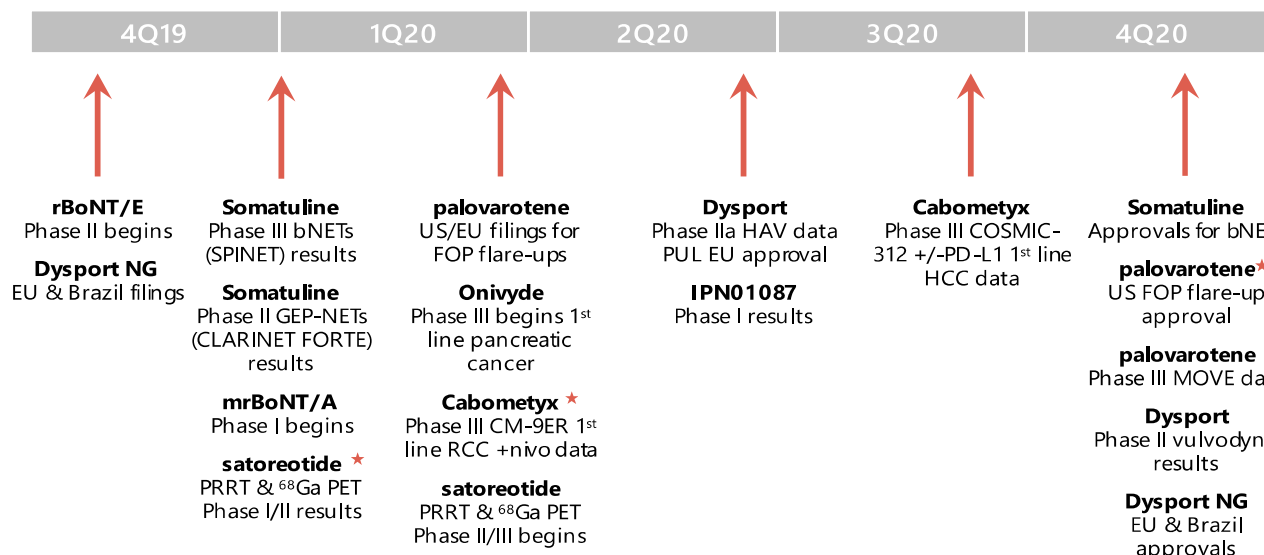 4Q19
1Q20
2Q20
3Q20
4Q20
rBoNT/E
Phase II begins
Dysport NG
EU & Brazil filings
Somatuline
Phase III bNETs
(SPINET) results
Somatuline
Phase II GEP-NETs
(CLARINET FORTE)
results
mrBoNT/A
Phase I begins
satoreotide ★
PRRT & ⁶⁸Ga PET
Phase I/II results
palovarotene
US/EU filings for
FOP flare-ups
Onivyde
Phase III begins 1ˢᵗ
line pancreatic
cancer
Cabometyx ★
Phase III CM-9ER 1ˢᵗ
line RCC +nivo data
satoreotide
PRRT & ⁶⁸Ga PET
Phase II/III begins
Dysport
Phase IIa HAV data
PUL EU approval
IPN01087
Phase I results
Cabometyx
Phase III COSMIC-
312 +/-PD-L1 1ˢᵗ line
HCC data
Somatuline
Approvals for bNE
palovarotene★
US FOP flare-up
approval
palovarotene
Phase III MOVE da
Dysport
Phase II vulvodyn
results
Dysport NG
EU & Brazil
approvals